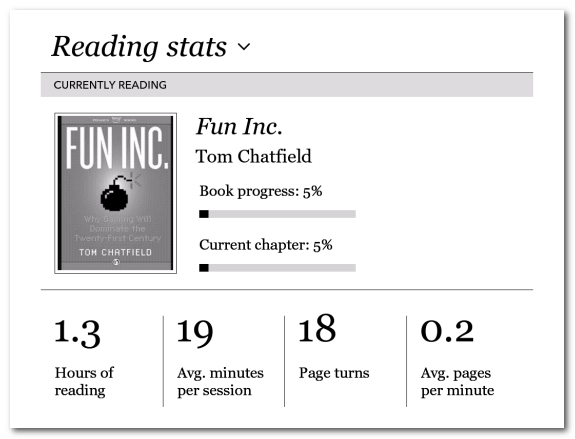 Reading stats
CURRENTLY READING
FUN INC.
Why Gaming Will
Dominate the
Twenty-First Century
TOM CHATFIELD
Fun Inc.
Tom Chatfield
Book progress: 5%
Current chapter: 5%
1.3
Hours of
reading
19
Avg. minutes
per session
18
Page turns
0.2
Avg. pages
per minute